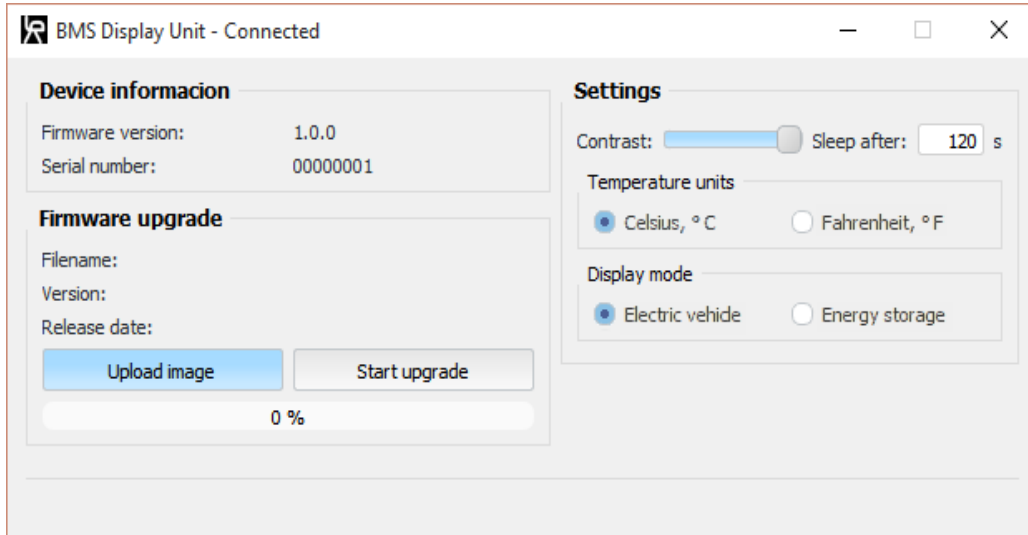 BMS Display Unit - Connected
Device informacion
Firmware version: 1.0.0
Serial number: 00000001
Firmware upgrade
Filename:
Version:
Release date:
Upload image Start upgrade
0 %
Settings
Contrast: Sleep after: 120 s
Temperature units
Celsius, °C Fahrenheit, °F
Display mode
Electric vehicle Energy storage